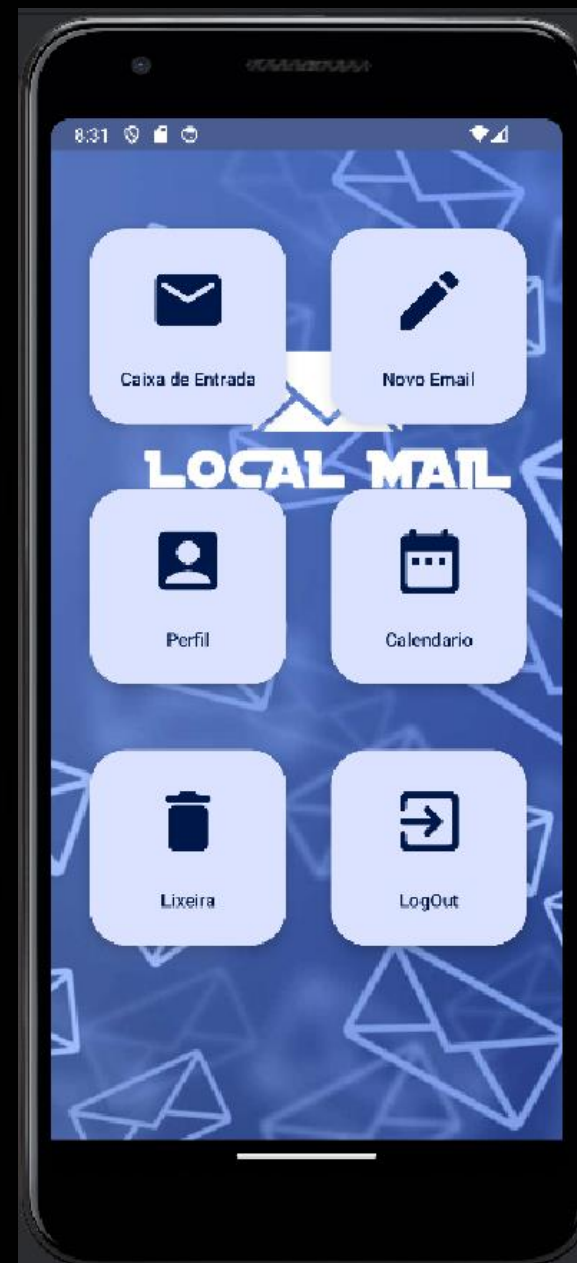 8:31
Caixa de Entrada
Novo Email
LOCAL MAIL
Perfil
Calendario
Lixeira
LogOut